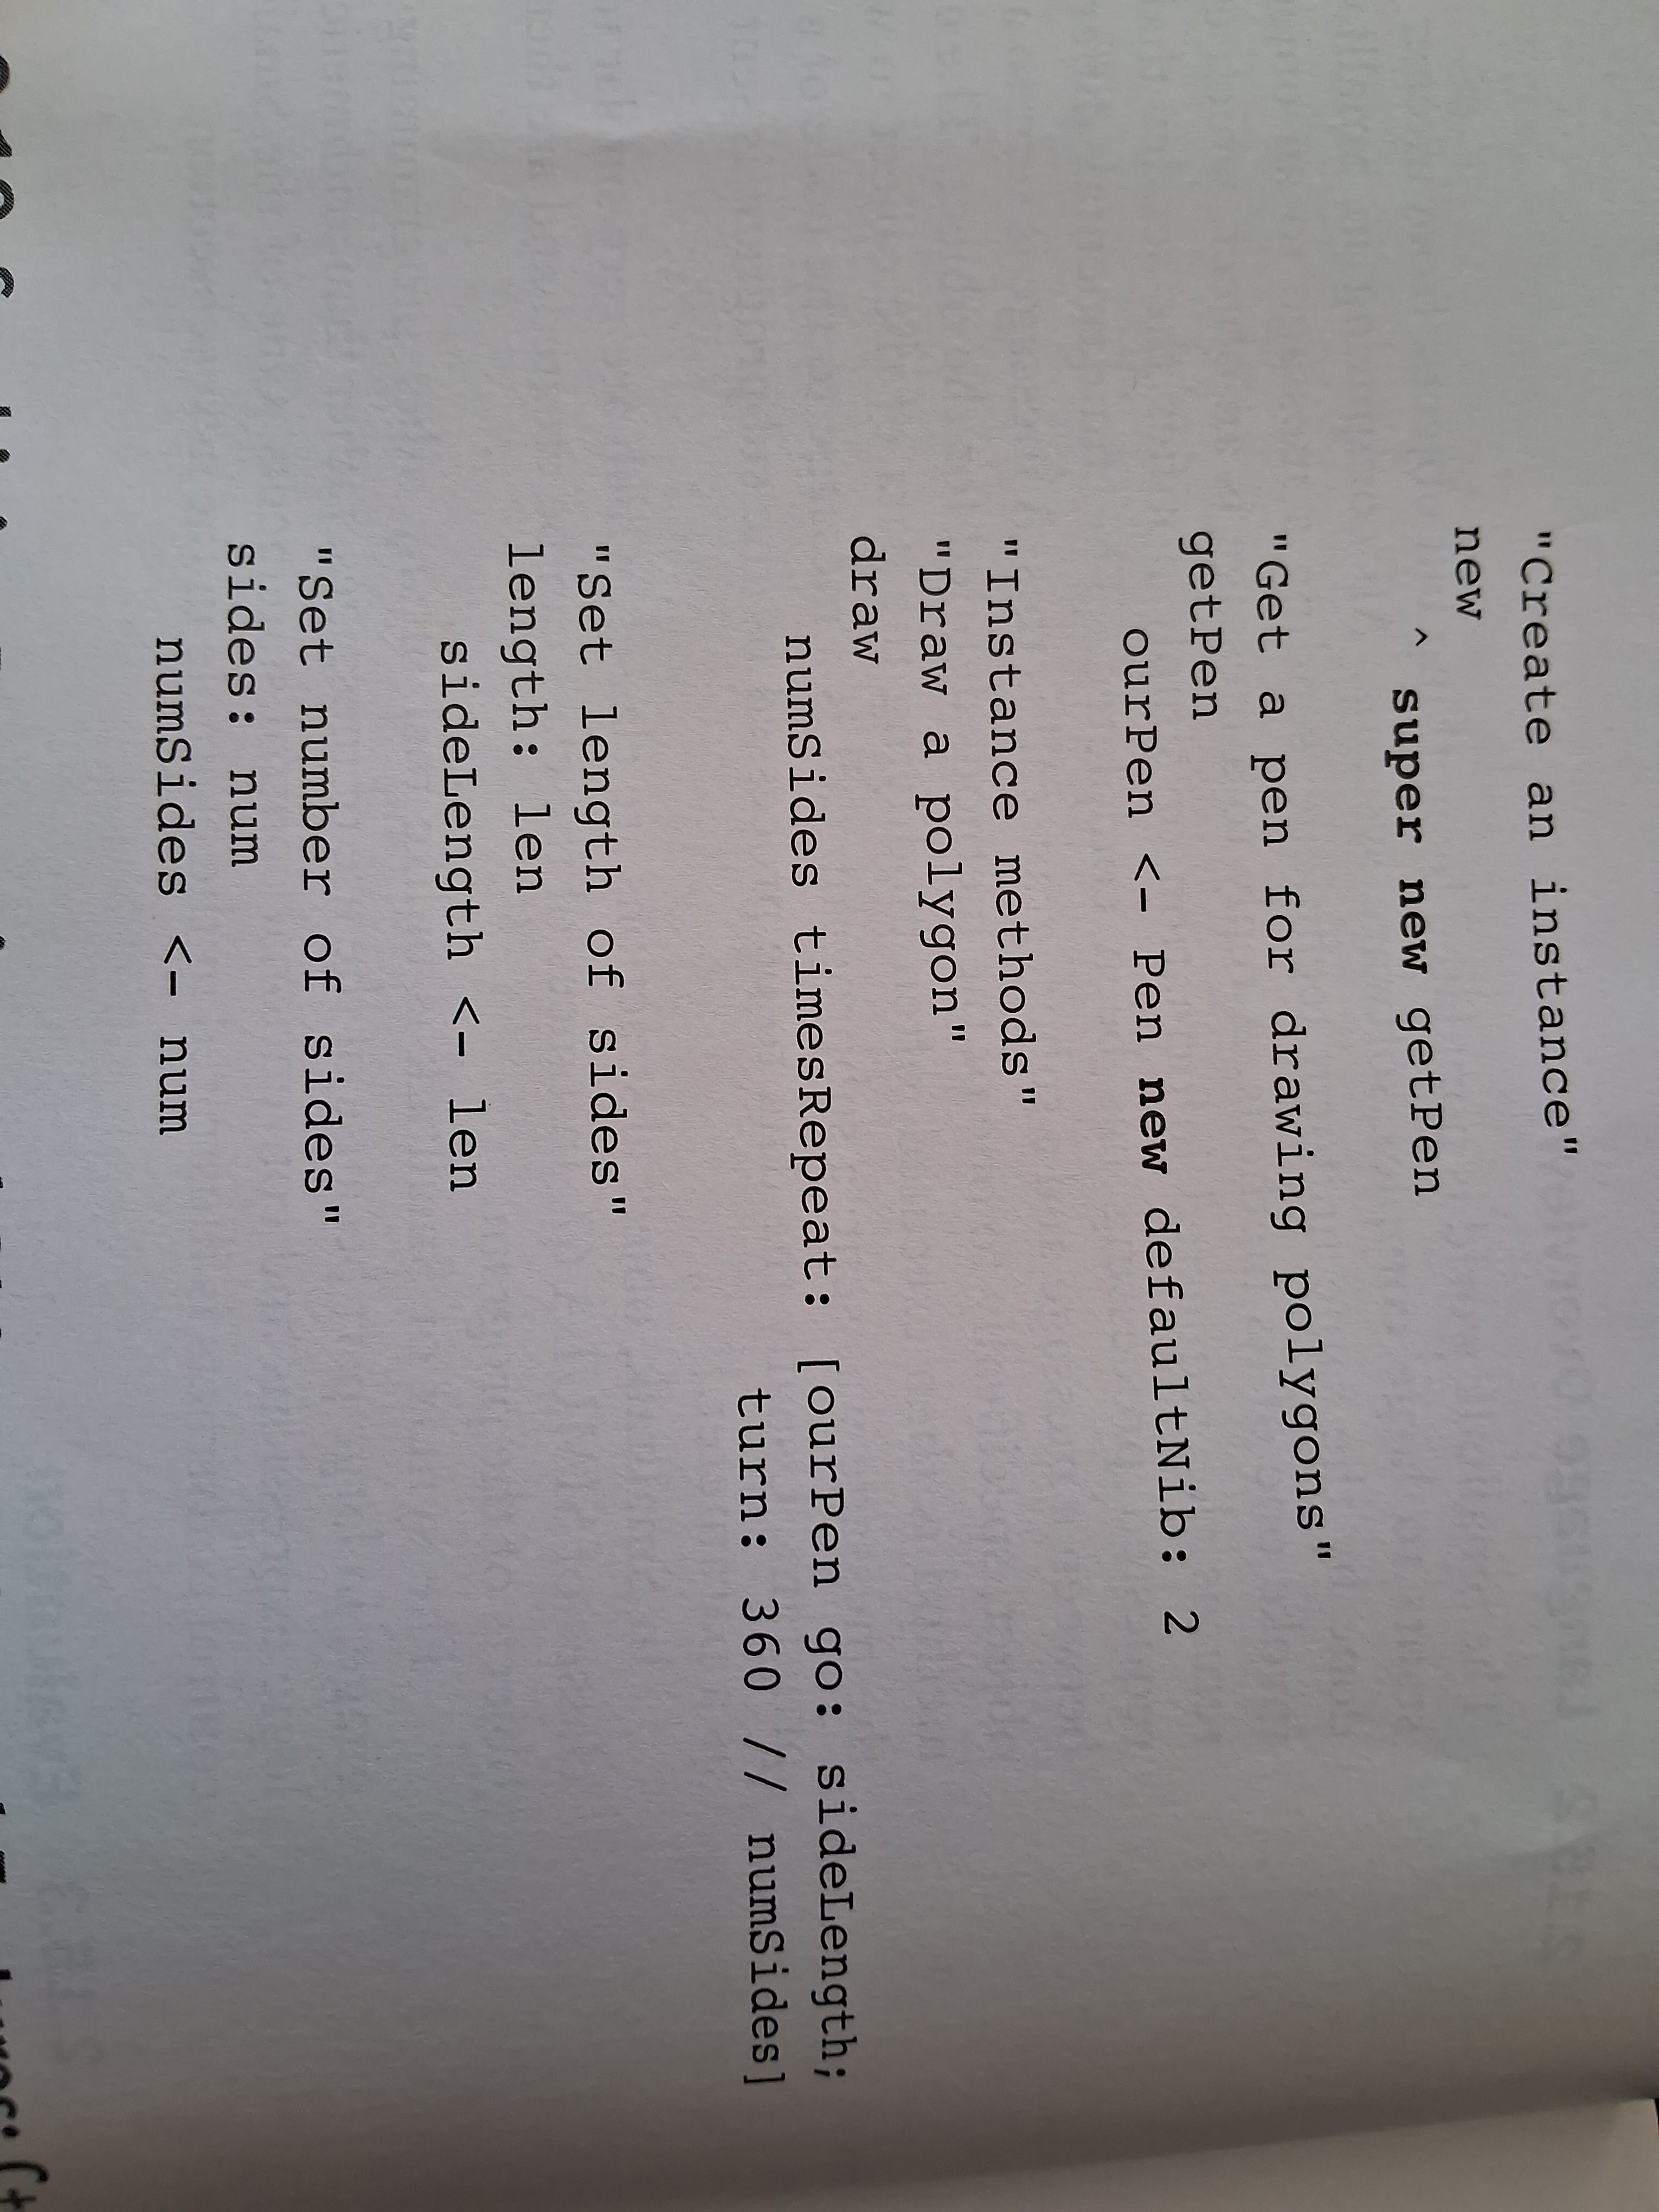 "Create an instance"
new
    ^ super new getPen
"Get a pen for drawing polygons"
getPen
    ourPen <- Pen new defaultNib: 2
"Instance methods"
"Draw a polygon"
draw
    numSides timesRepeat: [ourPen go: sideLength;
                           turn: 360 // numSides]
"Set length of sides"
length: len
    sideLength <- len
"Set number of sides"
sides: num
    numSides <- num